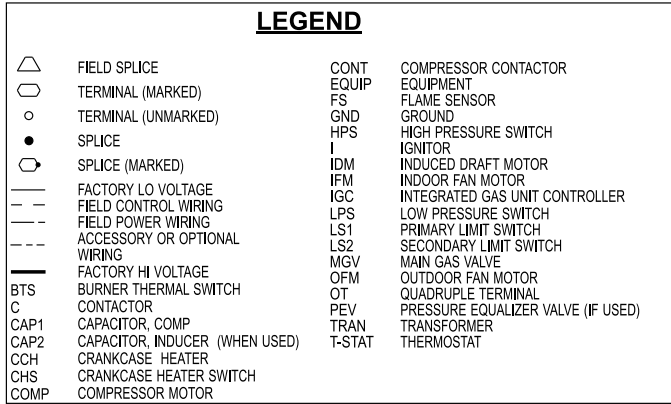 LEGEND
FIELD SPLICE
TERMINAL (MARKED)
TERMINAL (UNMARKED)
SPLICE
SPLICE (MARKED)
FACTORY LO VOLTAGE
FIELD CONTROL WIRING
FIELD POWER WIRING
ACCESSORY OR OPTIONAL
WIRING
FACTORY HI VOLTAGE
BTS BURNER THERMAL SWITCH
C CONTACTOR
CAP1 CAPACITOR, COMP
CAP2 CAPACITOR, INDUCER (WHEN USED)
CCH CRANKCASE HEATER
CHS CRANKCASE HEATER SWITCH
COMP COMPRESSOR MOTOR
CONT COMPRESSOR CONTACTOR
EQUIP EQUIPMENT
FS FLAME SENSOR
GND GROUND
HPS HIGH PRESSURE SWITCH
I IGNITOR
IDM INDUCED DRAFT MOTOR
IFM INDOOR FAN MOTOR
IGC INTEGRATED GAS UNIT CONTROLLER
LPS LOW PRESSURE SWITCH
LS1 PRIMARY LIMIT SWITCH
LS2 SECONDARY LIMIT SWITCH
MGV MAIN GAS VALVE
OFM OUTDOOR FAN MOTOR
OT QUADRUPLE TERMINAL
PEV PRESSURE EQUALIZER VALVE (IF USED)
TRAN TRANSFORMER
T-STAT THERMOSTAT